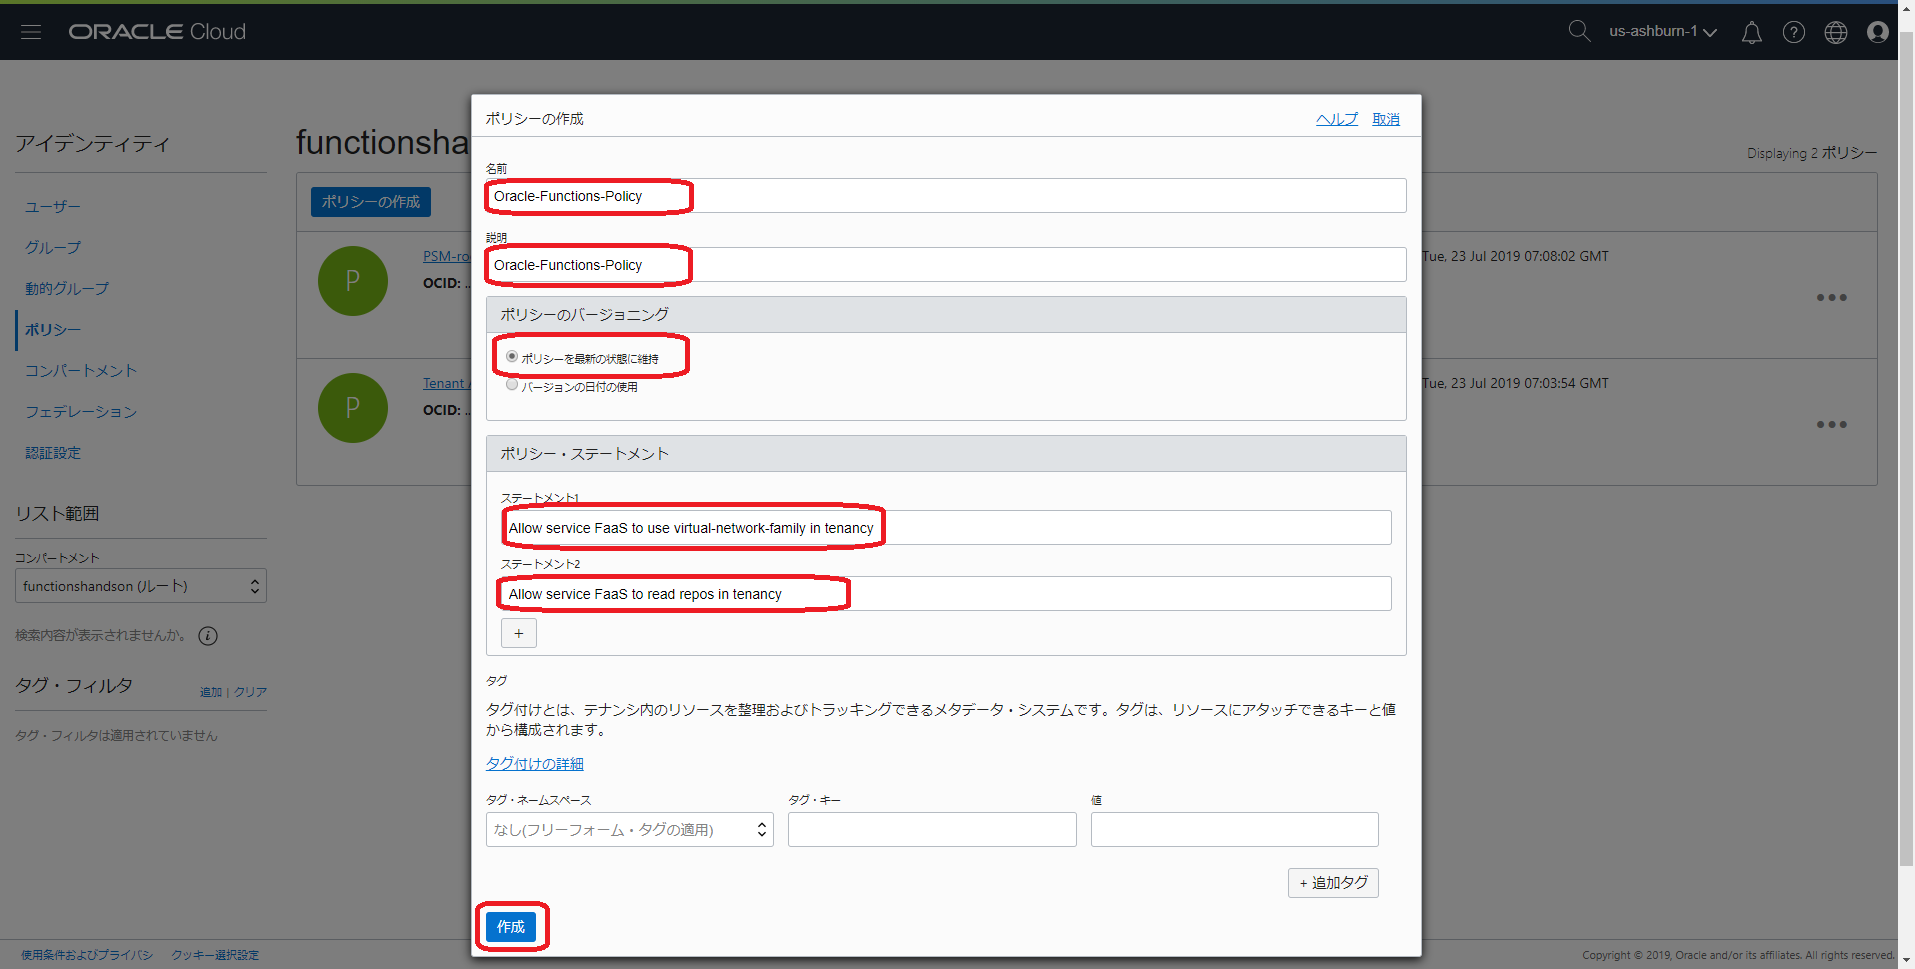 ORACLE Cloud
us-ashburn-1
アイデンティティ
ユーザー
グループ
動的グループ
ポリシー
コンパートメント
フェデレーション
認証設定
リスト範囲
コンパートメント
functionshandson (ルート)
検索内容が表示されませんか。
タグ・フィルタ
追加 | クリア
タグ・フィルタは適用されていません
functionsha
Displaying 2 ポリシー
ポリシーの作成
P
PSM-ro
OCID: ..
Tue, 23 Jul 2019 07:08:02 GMT
P
Tenant
OCID: ..
Tue, 23 Jul 2019 07:03:54 GMT
ポリシーの作成
ヘルプ 取消
名前
Oracle-Functions-Policy
説明
Oracle-Functions-Policy
ポリシーのバージョニング
ポリシーを最新の状態に維持
バージョンの日付の使用
ポリシー・ステートメント
ステートメント1
Allow service FaaS to use virtual-network-family in tenancy
ステートメント2
Allow service FaaS to read repos in tenancy
+
タグ
タグ付けとは、テナンシ内のリソースを整理およびトラッキングできるメタデータ・システムです。タグは、リソースにアタッチできるキーと値
から構成されます。
タグ付けの詳細
タグ・ネームスペース タグ・キー 値
なし(フリーフォーム・タグの適用)
+ 追加タグ
作成
使用条件およびプライバシ クッキー選択設定
Copyright © 2019, Oracle and/or its affiliates. All rights reserved.